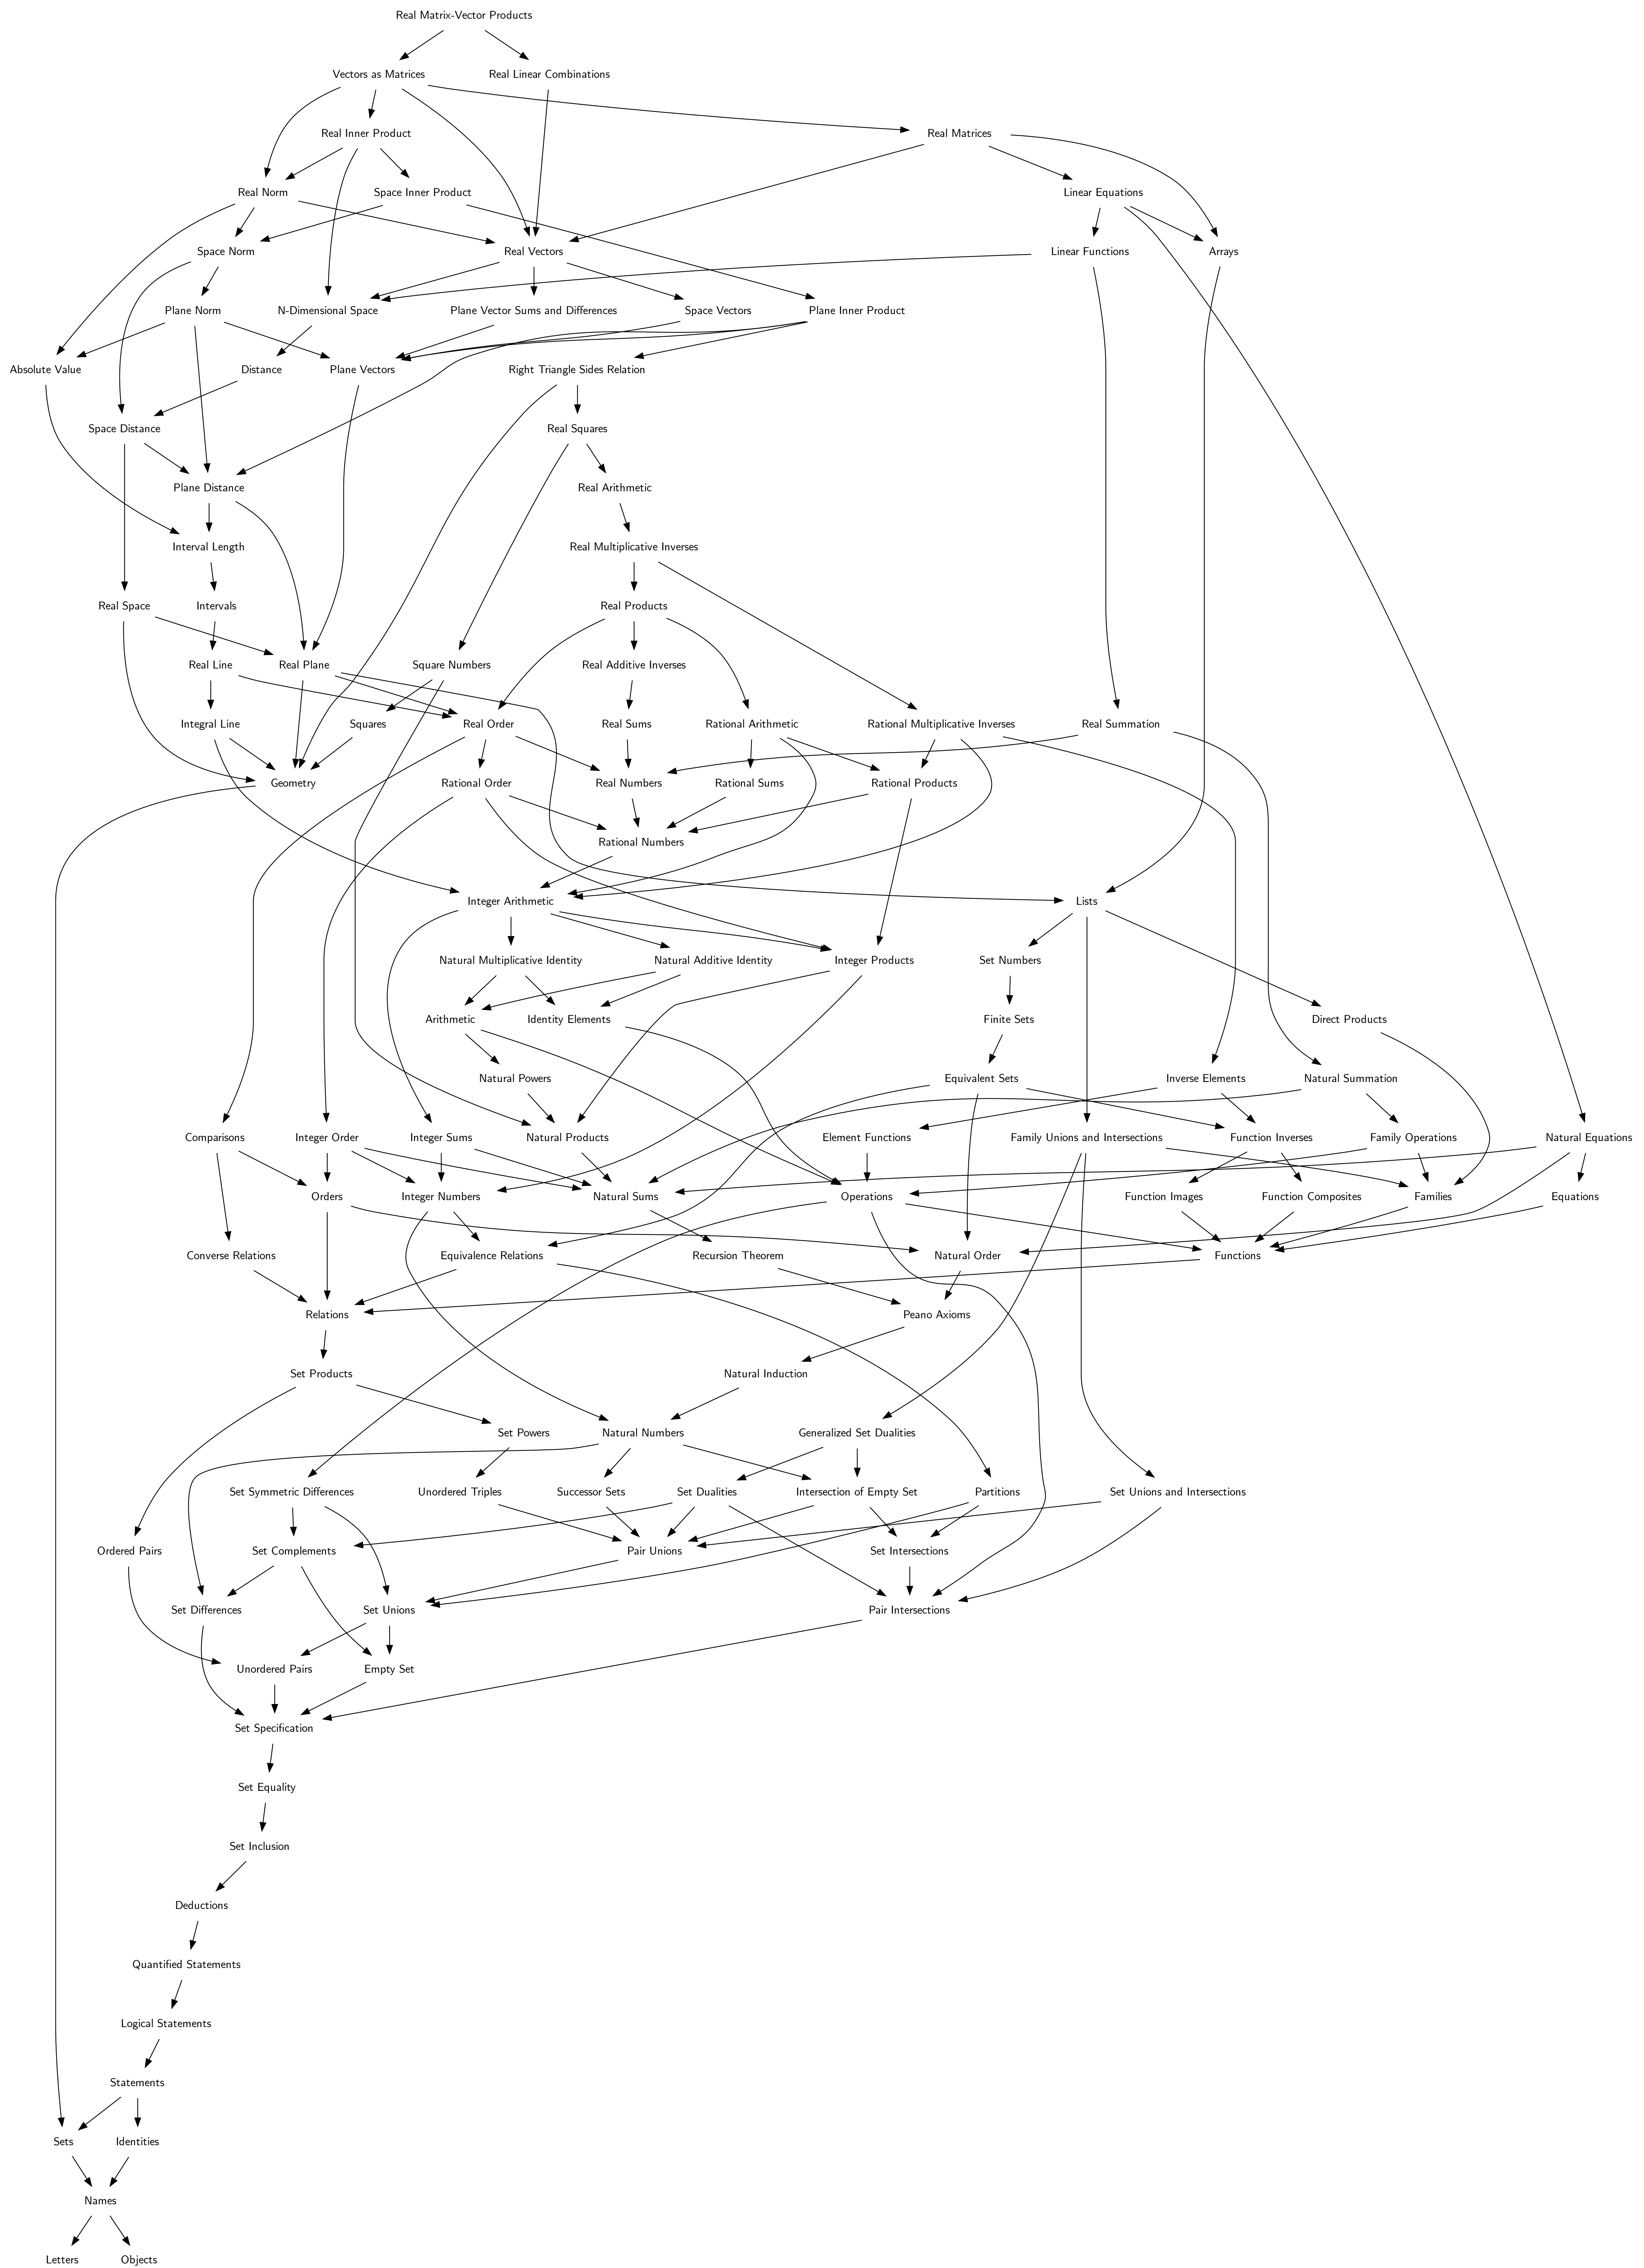 Real Matrix-Vector Products
Vectors as Matrices
Real Linear Combinations
Real Inner Product
Real Matrices
Real Norm
Space Inner Product
Linear Equations
Space Norm
Real Vectors
Linear Functions
Arrays
Plane Norm
N-Dimensional Space
Plane Vector Sums and Differences
Space Vectors
Plane Inner Product
Absolute Value
Distance
Plane Vectors
Right Triangle Sides Relation
Space Distance
Real Squares
Plane Distance
Real Arithmetic
Interval Length
Real Multiplicative Inverses
Real Space
Intervals
Real Products
Real Line
Real Plane
Square Numbers
Real Additive Inverses
Integral Line
Squares
Real Order
Real Sums
Rational Arithmetic
Rational Multiplicative Inverses
Real Summation
Geometry
Rational Order
Real Numbers
Rational Sums
Rational Products
Rational Numbers
Integer Arithmetic
Lists
Natural Multiplicative Identity
Natural Additive Identity
Integer Products
Set Numbers
Arithmetic
Identity Elements
Finite Sets
Direct Products
Natural Powers
Equivalent Sets
Inverse Elements
Natural Summation
Comparisons
Integer Order
Integer Sums
Natural Products
Element Functions
Family Unions and Intersections
Function Inverses
Family Operations
Natural Equations
Orders
Integer Numbers
Natural Sums
Operations
Function Images
Function Composites
Families
Equations
Converse Relations
Equivalence Relations
Recursion Theorem
Natural Order
Functions
Relations
Peano Axioms
Set Products
Natural Induction
Set Powers
Natural Numbers
Generalized Set Dualities
Set Symmetric Differences
Unordered Triples
Successor Sets
Set Dualities
Intersection of Empty Set
Partitions
Set Unions and Intersections
Ordered Pairs
Set Complements
Pair Unions
Set Intersections
Set Differences
Set Unions
Pair Intersections
Unordered Pairs
Empty Set
Set Specification
Set Equality
Set Inclusion
Deductions
Quantified Statements
Logical Statements
Statements
Sets
Identities
Names
Letters
Objects